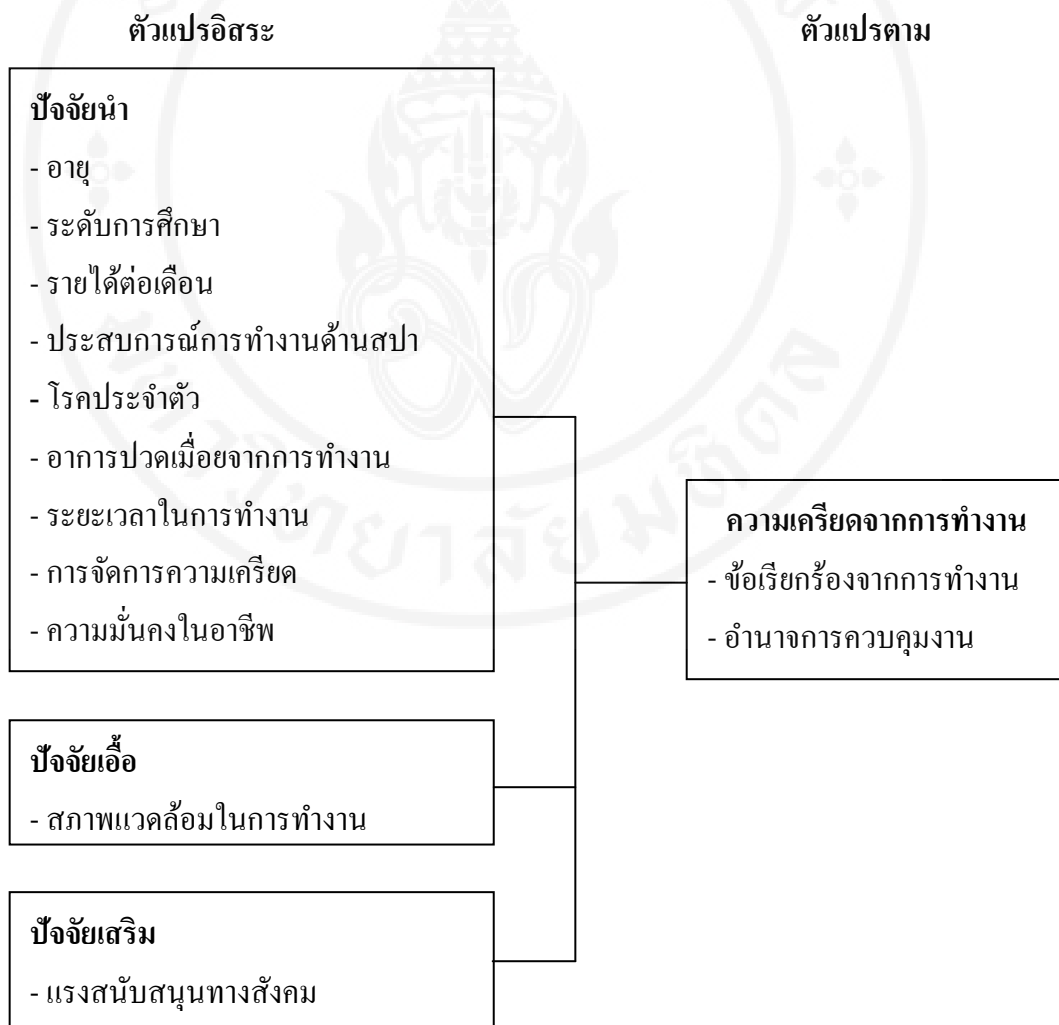 ตัวแปรอิสระ
ตัวแปรตาม
ปัจจัยนำ
- อายุ
- ระดับการศึกษา
- รายได้ต่อเดือน
- ประสบการณ์การทำงานด้านสปา
- โรคประจำตัว
- อาการปวดเมื่อยจากการทำงาน
- ระยะเวลาในการทำงาน
- การจัดการความเครียด
- ความมั่นคงในอาชีพ
ปัจจัยเอื้อ
- สภาพแวดล้อมในการทำงาน
ปัจจัยเสริม
- แรงสนับสนุนทางสังคม
ความเครียดจากการทำงาน
- ข้อเรียกร้องจากการทำงาน
- อำนาจการควบคุมงาน
มหาวิทยาลัยมหิดล